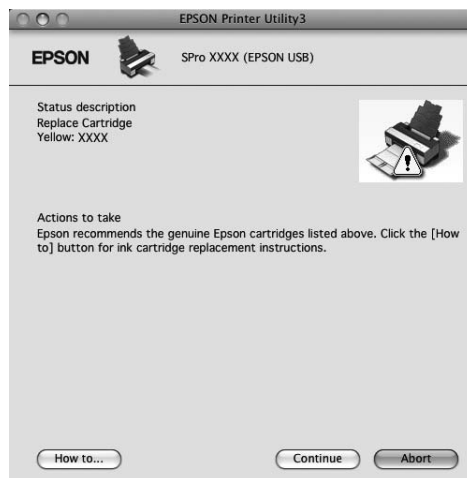 EPSON Printer Utility3
EPSON
SPro XXXX (EPSON USB)
Status description
Replace Cartridge
Yellow: XXXX
Actions to take
Epson recommends the genuine Epson cartridges listed above. Click the [How
to] button for ink cartridge replacement instructions.
How to...
Continue
Abort